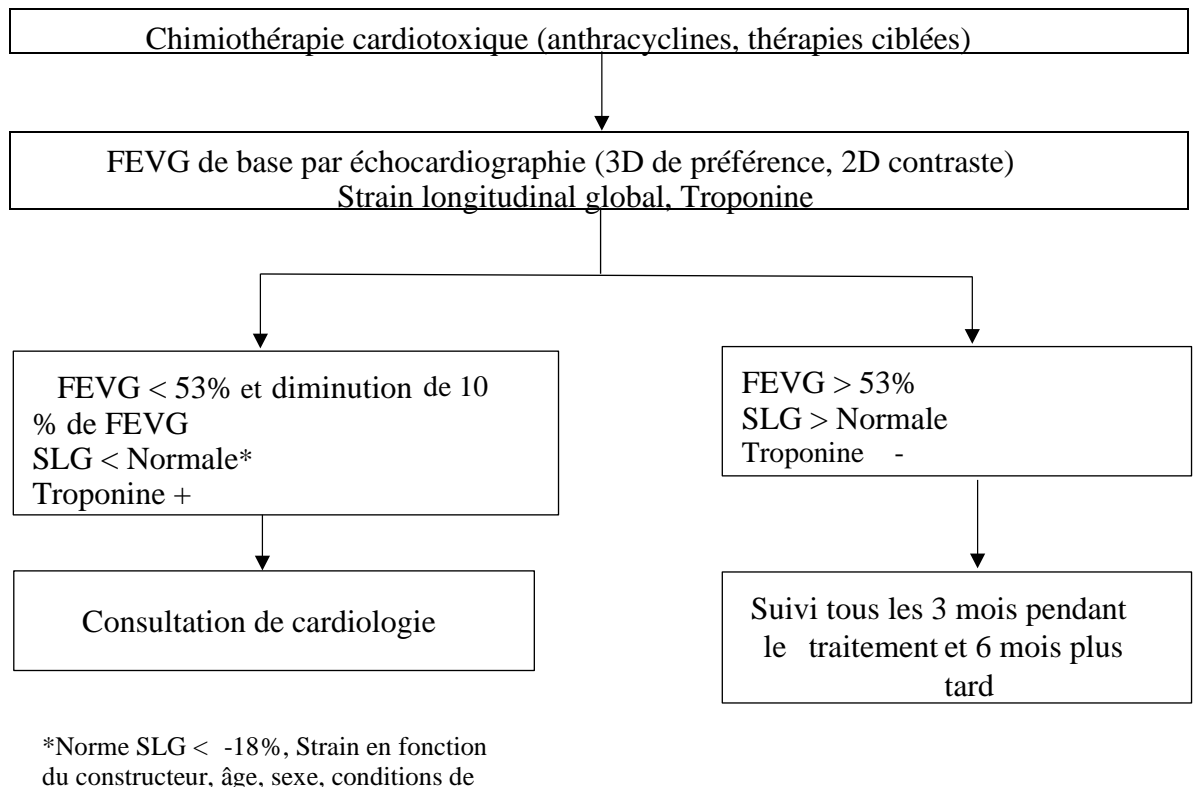 Chimiothérapie cardiotoxique (anthracyclines, thérapies ciblées)
FEVG de base par échocardiographie (3D de préférence, 2D contraste)
Strain longitudinal global, Troponine
FEVG < 53% et diminution de 10
% de FEVG
SLG < Normale*
Troponine +
FEVG > 53%
SLG > Normale
Troponine -
Consultation de cardiologie
Suivi tous les 3 mois pendant
le traitement et 6 mois plus
tard
*Norme SLG < -18%, Strain en fonction
du constructeur, âge, sexe, conditions de